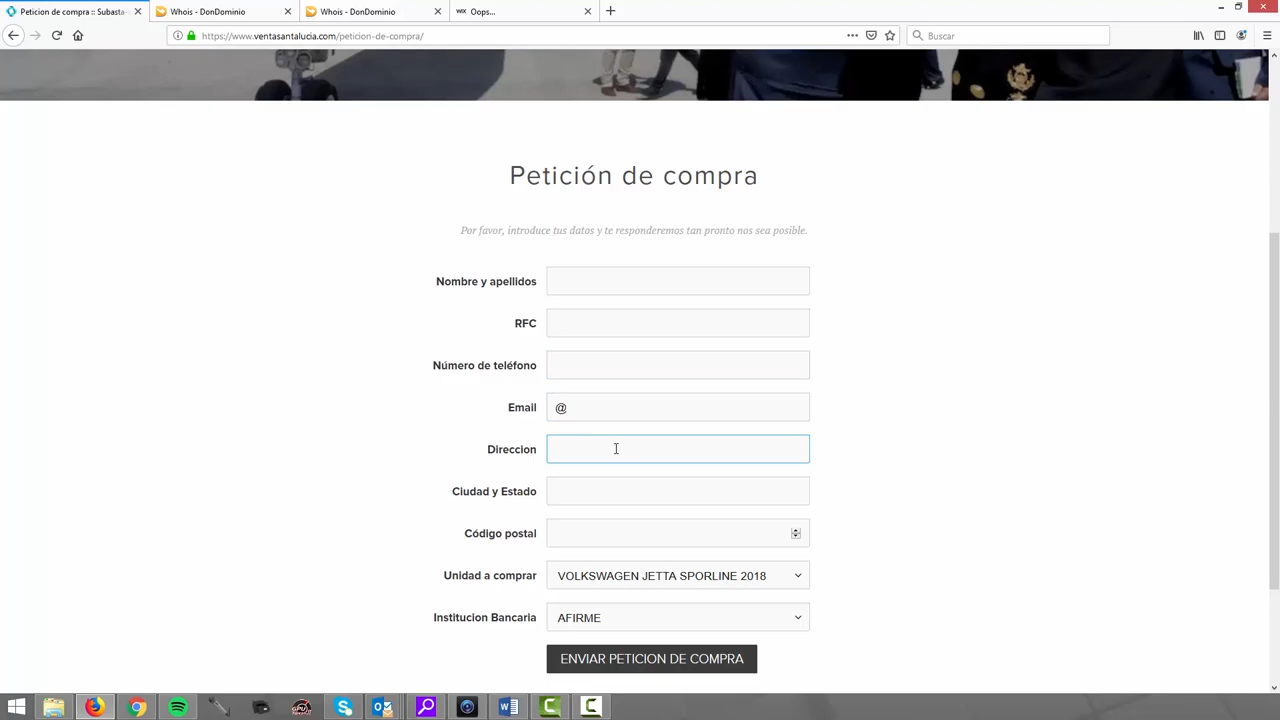 Peticion de compra :: Subasta-
Whois - DonDominio
Whois - DonDominio
WIX Oops...
https://www.ventasantalucia.com/peticion-de-compra/
Buscar
Petición de compra
Por favor, introduce tus datos y te responderemos tan pronto nos sea posible.
Nombre y apellidos
RFC
Número de teléfono
Email @
Direccion
Ciudad y Estado
Código postal
Unidad a comprar VOLKSWAGEN JETTA SPORLINE 2018
Institucion Bancaria AFIRME
ENVIAR PETICION DE COMPRA